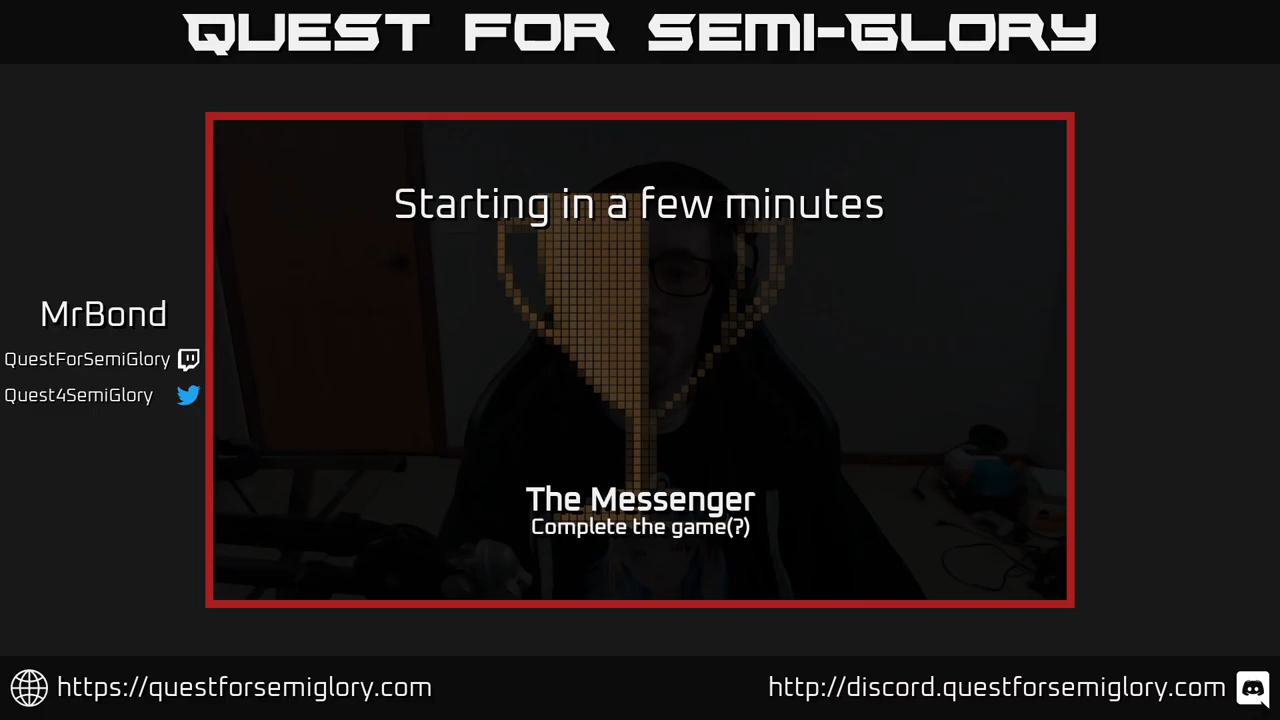 QUEST FOR SEMI-GLORY
Starting in a few minutes
MrBond
QuestForSemiGlory
Quest4SemiGlory
The Messenger
Complete the game(?)
https://questforsemiglory.com
http://discord.questforsemiglory.com